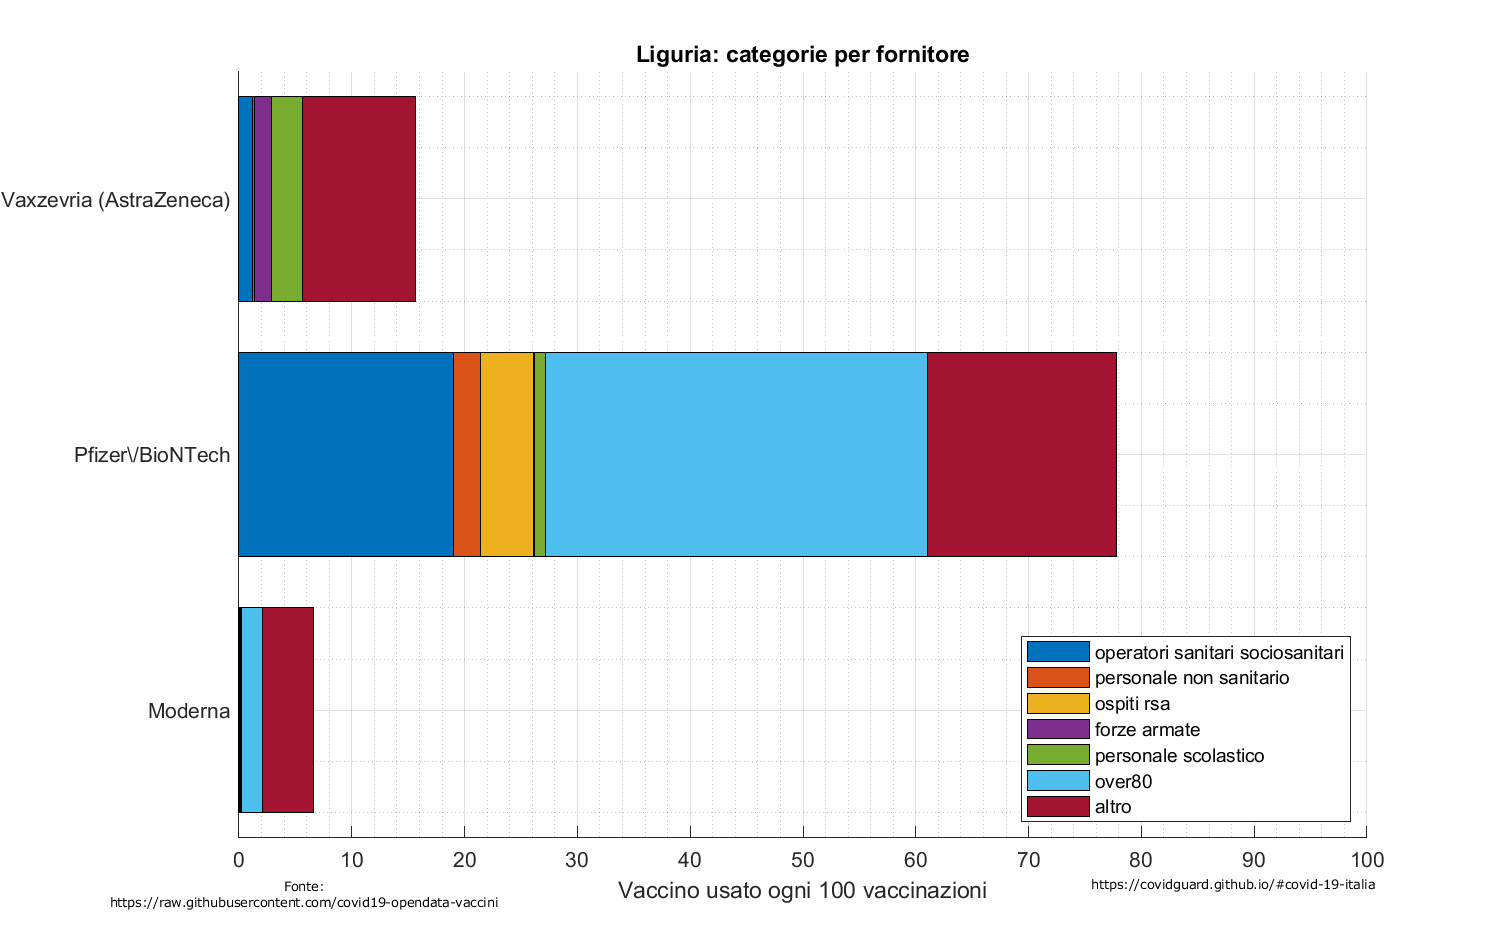 Liguria: categorie per fornitore
Vaxzevria (AstraZeneca)
Pfizer\/BioNTech
Moderna
operatori sanitari sociosanitari
personale non sanitario
ospiti rsa
forze armate
personale scolastico
over80
altro
0 10 20 30 40 50 60 70 80 90 100
Vaccino usato ogni 100 vaccinazioni
Fonte:
https://raw.githubusercontent.com/covid19-opendata-vaccini
https://covidguard.github.io/#covid-19-italia